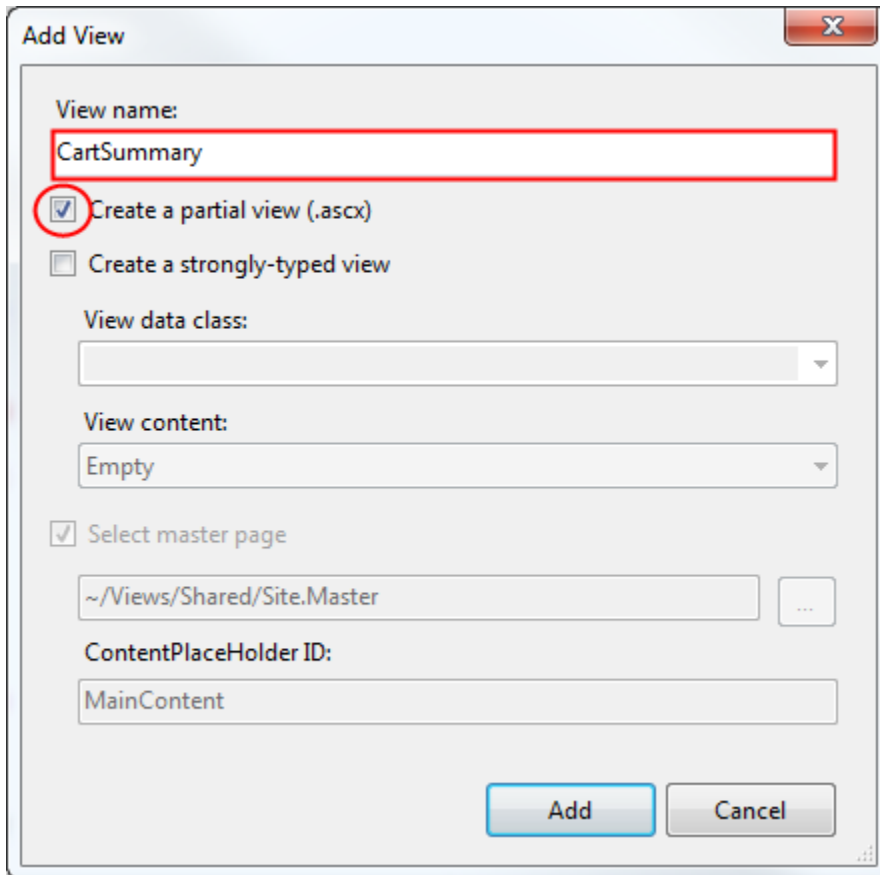 Add View
View name:
CartSummary
Create a partial view (.ascx)
Create a strongly-typed view
View data class:
View content:
Empty
Select master page
~/Views/Shared/Site.Master
...
ContentPlaceHolder ID:
MainContent
Add Cancel